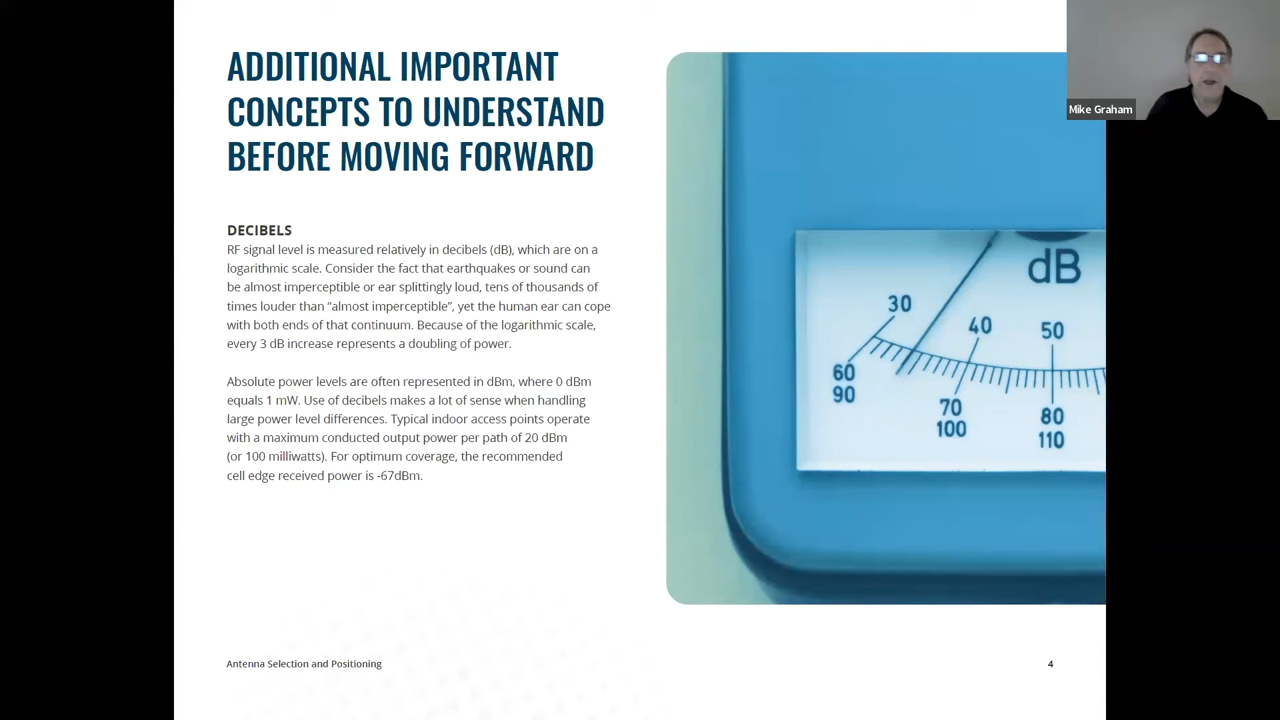 ADDITIONAL IMPORTANT
CONCEPTS TO UNDERSTAND
BEFORE MOVING FORWARD
DECIBELS
RF signal level is measured relatively in decibels (dB), which are on a
logarithmic scale. Consider the fact that earthquakes or sound can
be almost imperceptible or ear splittingly loud, tens of thousands of
times louder than “almost imperceptible”, yet the human ear can cope
with both ends of that continuum. Because of the logarithmic scale,
every 3 dB increase represents a doubling of power.
Absolute power levels are often represented in dBm, where 0 dBm
equals 1 mW. Use of decibels makes a lot of sense when handling
large power level differences. Typical indoor access points operate
with a maximum conducted output power per path of 20 dBm
(or 100 milliwatts). For optimum coverage, the recommended
cell edge received power is -67dBm.
dB
30 40 50
60 70 80
90 100 110
Mike Graham
Antenna Selection and Positioning
4